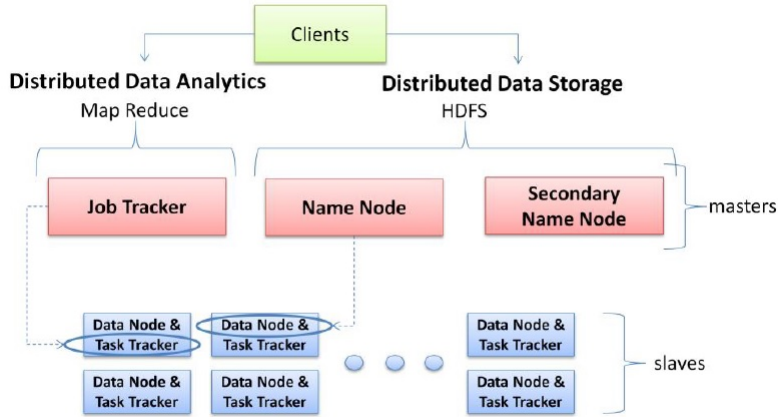 Clients
Distributed Data Analytics
Map Reduce
Distributed Data Storage
HDFS
Job Tracker
Name Node
Secondary
Name Node
masters
Data Node &
Task Tracker
Data Node &
Task Tracker
Data Node &
Task Tracker
Data Node &
Task Tracker
Data Node &
Task Tracker
Data Node &
Task Tracker
slaves